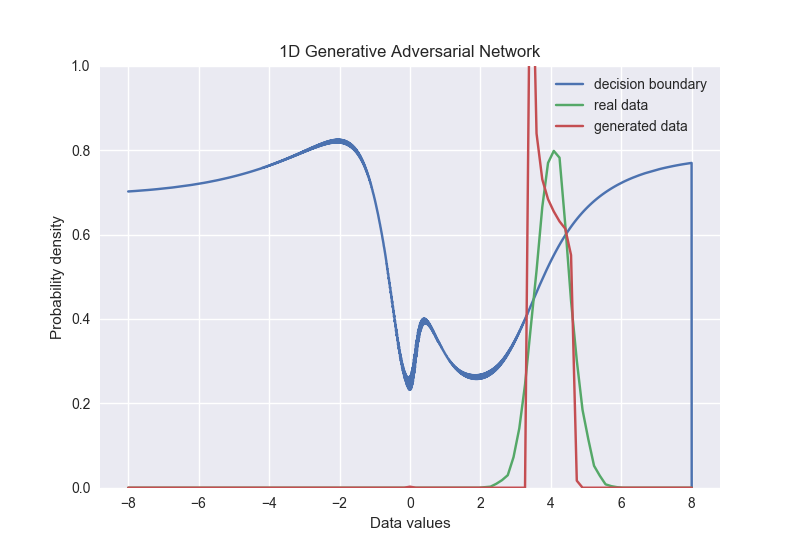 1D Generative Adversarial Network
decision boundary
real data
generated data
Probability density
1.0
0.8
0.6
0.4
0.2
0.0
−8
−6
−4
−2
0
2
4
6
8
Data values